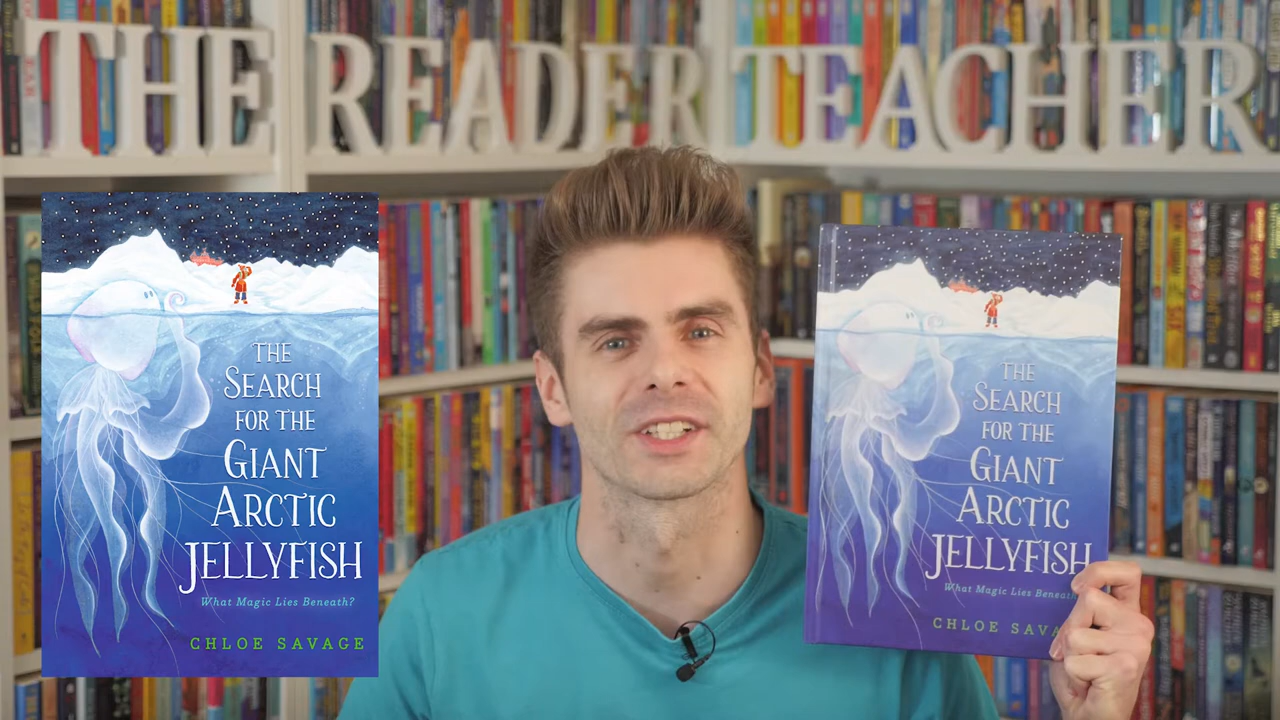 THE READER TEACHER
THE
SEARCH
FOR THE
GIANT
ARCTIC
JELLYFISH
What Magic Lies Beneath?
CHLOE SAVAGE
THE
SEARCH
FOR THE
GIANT
ARCTIC
JELLYFISH
What Magic Lies Beneath
CHLOE SAVA